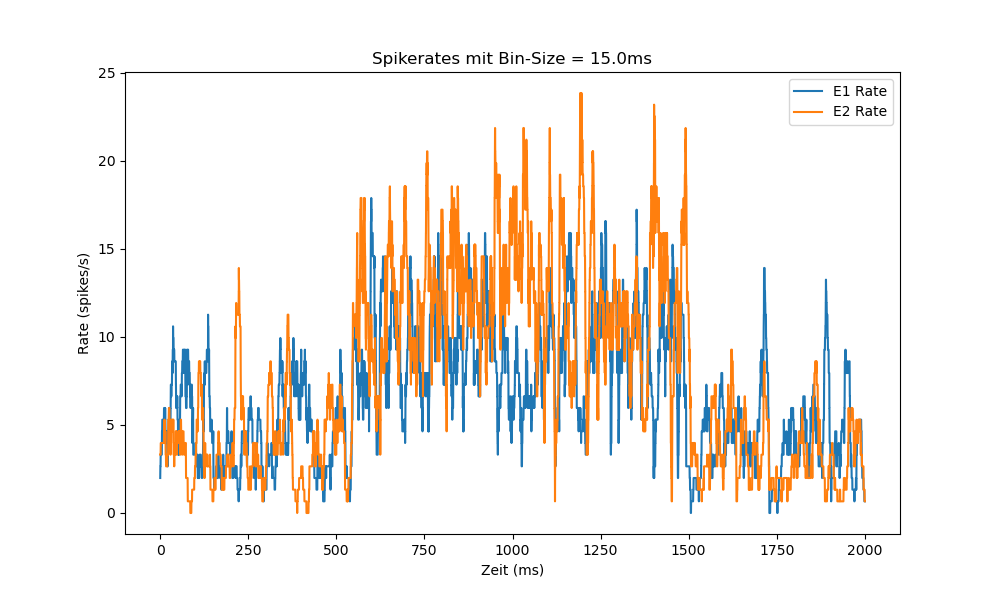 Spikerates mit Bin-Size = 15.0ms
E1 Rate
E2 Rate
Rate (spikes/s)
25
20
15
10
5
0
0 250 500 750 1000 1250 1500 1750 2000
Zeit (ms)